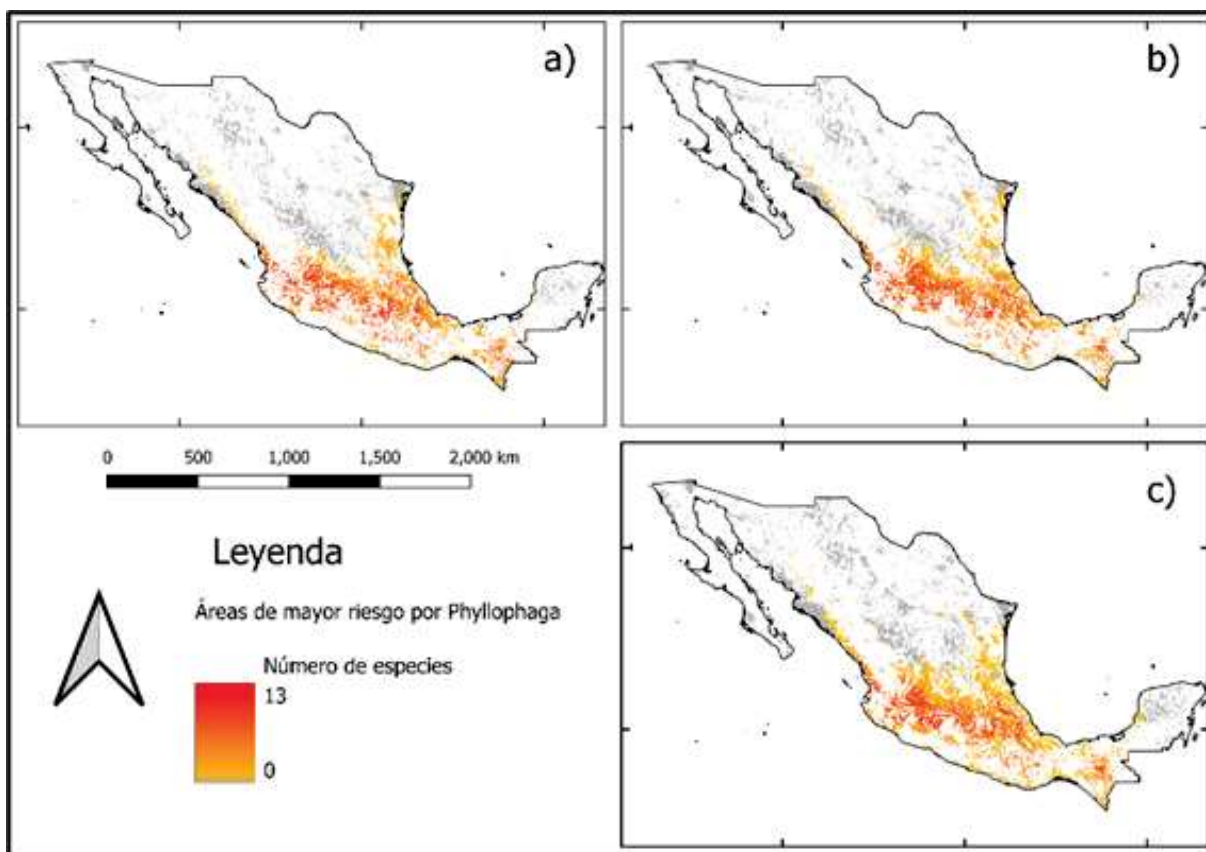 a)
b)
0 500 1,000 1,500 2,000 km
c)
Leyenda
Áreas de mayor riesgo por Phyllophaga
Número de especies
13
0